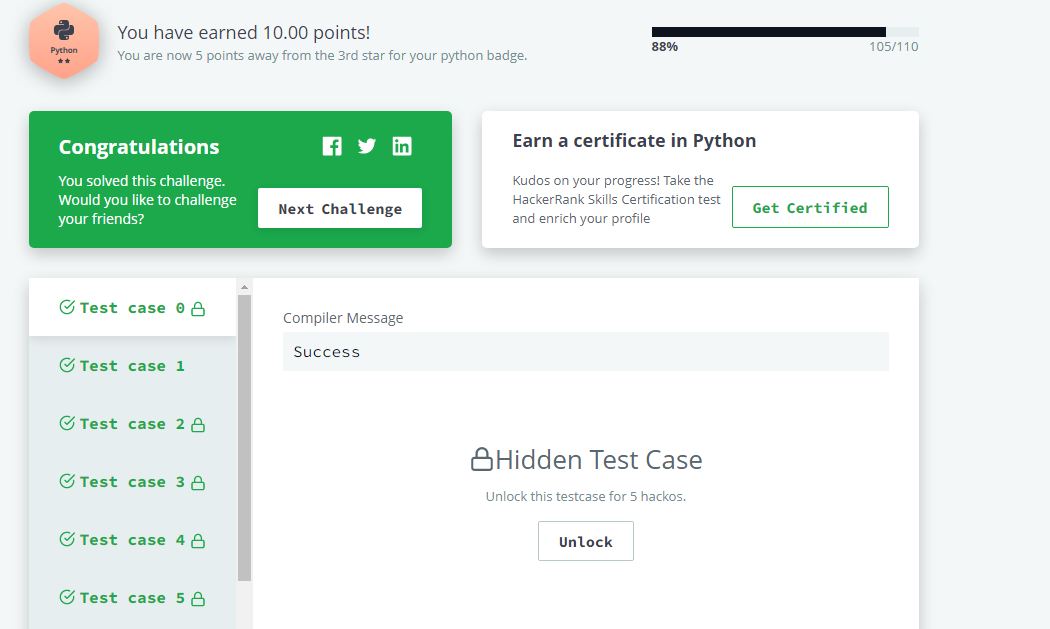 Python
You have earned 10.00 points!
You are now 5 points away from the 3rd star for your python badge.
88%
105/110
Congratulations
You solved this challenge.
Would you like to challenge
your friends?
Next Challenge
Earn a certificate in Python
Kudos on your progress! Take the
HackerRank Skills Certification test
and enrich your profile
Get Certified
Test case 0
Test case 1
Test case 2
Test case 3
Test case 4
Test case 5
Compiler Message
Success
Hidden Test Case
Unlock this testcase for 5 hackos.
Unlock